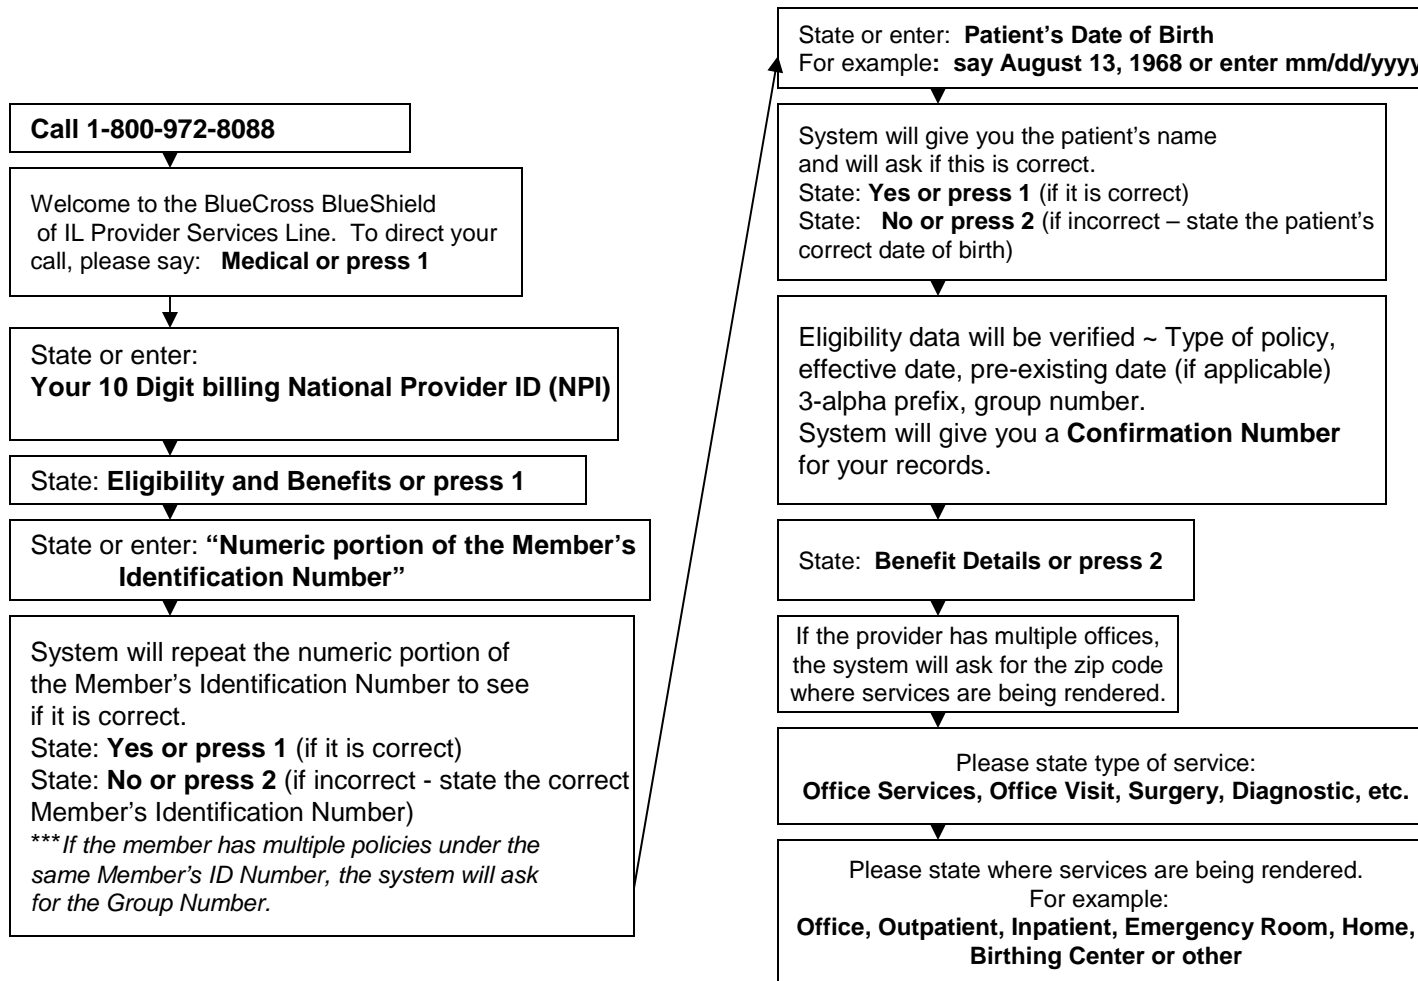 Call 1-800-972-8088
Welcome to the BlueCross BlueShield
of IL Provider Services Line. To direct your
call, please say: Medical or press 1
State or enter:
Your 10 Digit billing National Provider ID (NPI)
State: Eligibility and Benefits or press 1
State or enter: “Numeric portion of the Member’s
Identification Number”
System will repeat the numeric portion of
the Member’s Identification Number to see
if it is correct.
State: Yes or press 1 (if it is correct)
State: No or press 2 (if incorrect - state the correct
Member’s Identification Number)
***If the member has multiple policies under the
same Member’s ID Number, the system will ask
for the Group Number.
State or enter: Patient’s Date of Birth
For example: say August 13, 1968 or enter mm/dd/yyyy
System will give you the patient’s name
and will ask if this is correct.
State: Yes or press 1 (if it is correct)
State: No or press 2 (if incorrect – state the patient’s
correct date of birth)
Eligibility data will be verified ~ Type of policy,
effective date, pre-existing date (if applicable)
3-alpha prefix, group number.
System will give you a Confirmation Number
for your records.
State: Benefit Details or press 2
If the provider has multiple offices,
the system will ask for the zip code
where services are being rendered.
Please state type of service:
Office Services, Office Visit, Surgery, Diagnostic, etc.
Please state where services are being rendered.
For example:
Office, Outpatient, Inpatient, Emergency Room, Home,
Birthing Center or other